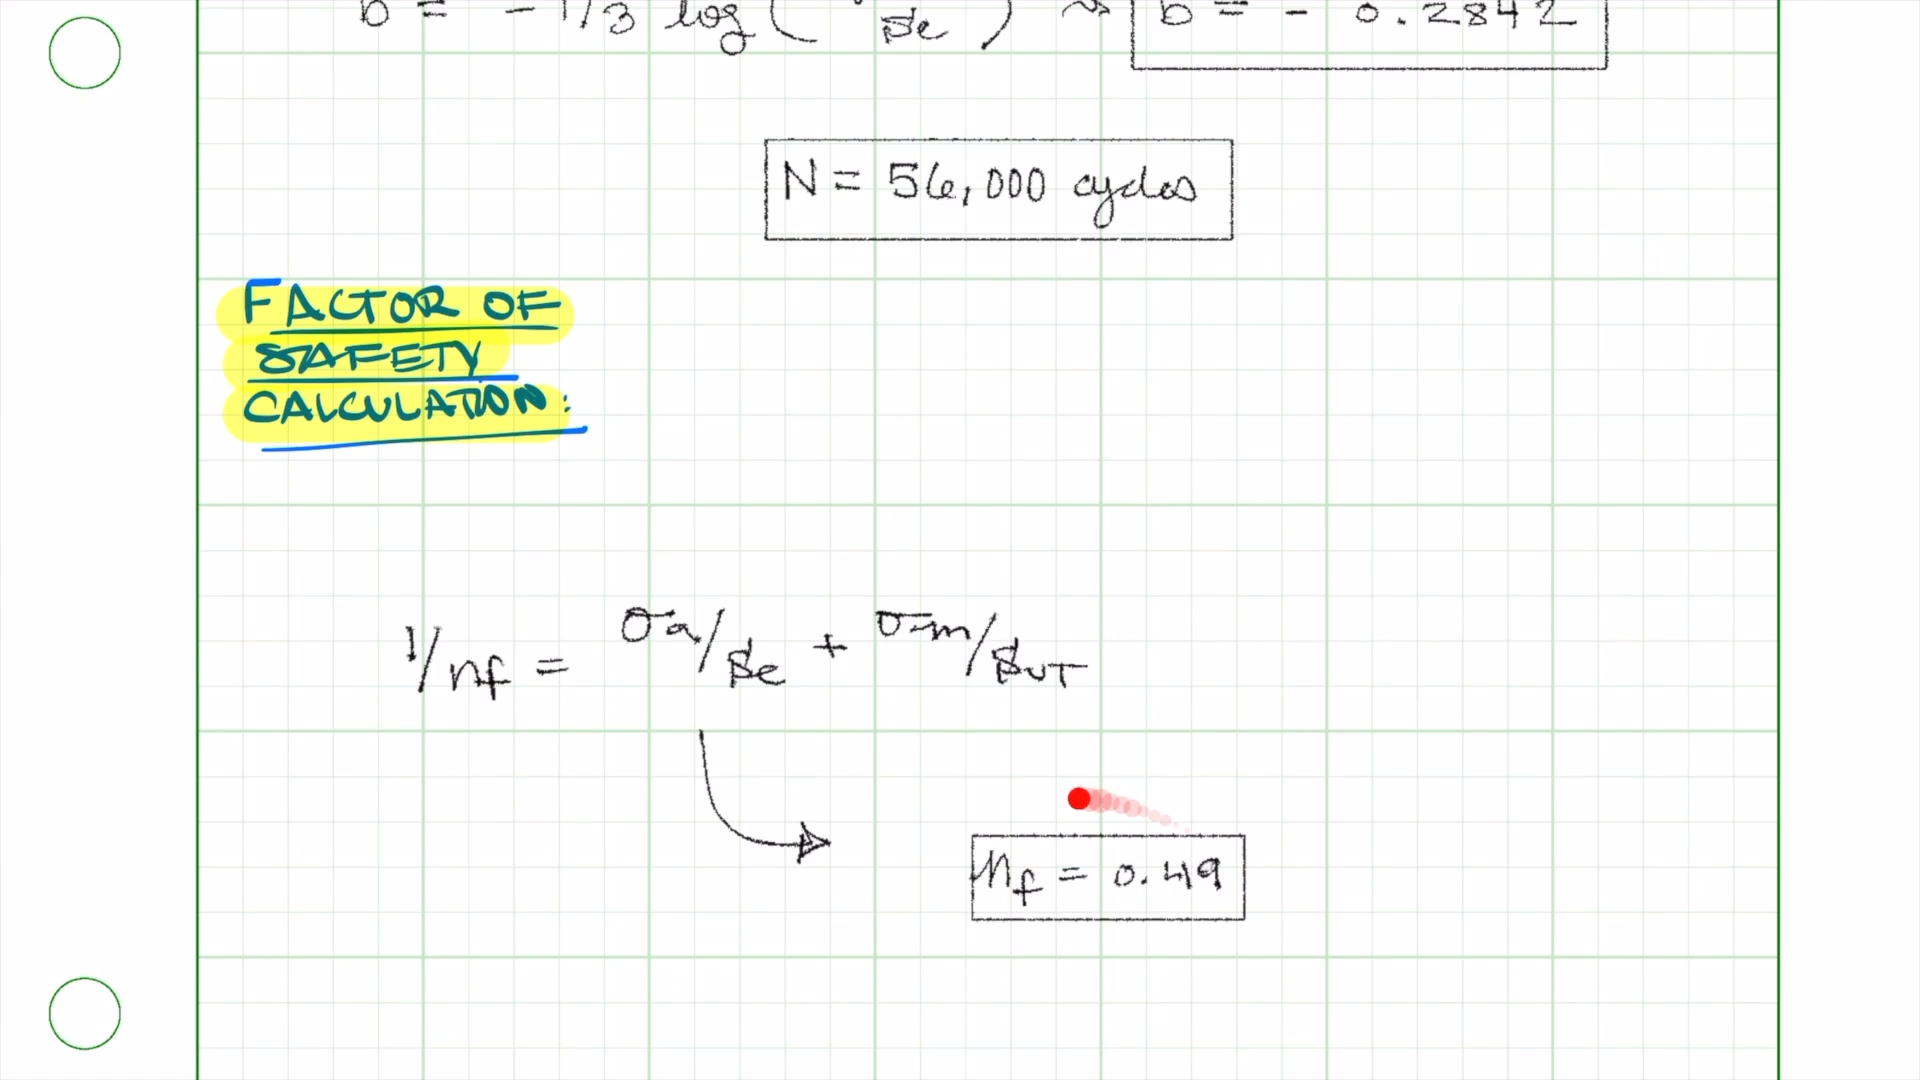 b = - 1/3 log ( Se ) ⇝ b = - 0.2842
N = 56,000 cycles
FACTOR OF
SAFETY
CALCULATION:
1/nf = σa/Se + σm/SUT
nf = 0.49